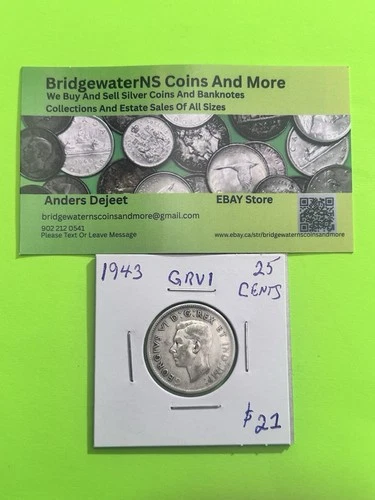 BridgewaterNS Coins And More
We Buy And Sell Silver Coins And Banknotes
Collections And Estate Sales Of All Sizes
Anders Dejeet
EBAY Store
bridgewaternscoinsandmore@gmail.com
902 212 0541
Please Text Or Leave Message
www.ebay.ca/str/bridgewaternscoinsandmore
1943
GRV1
25
CENTS
GEORGIVS VI D:G:REX ET IND:IMP:
$21